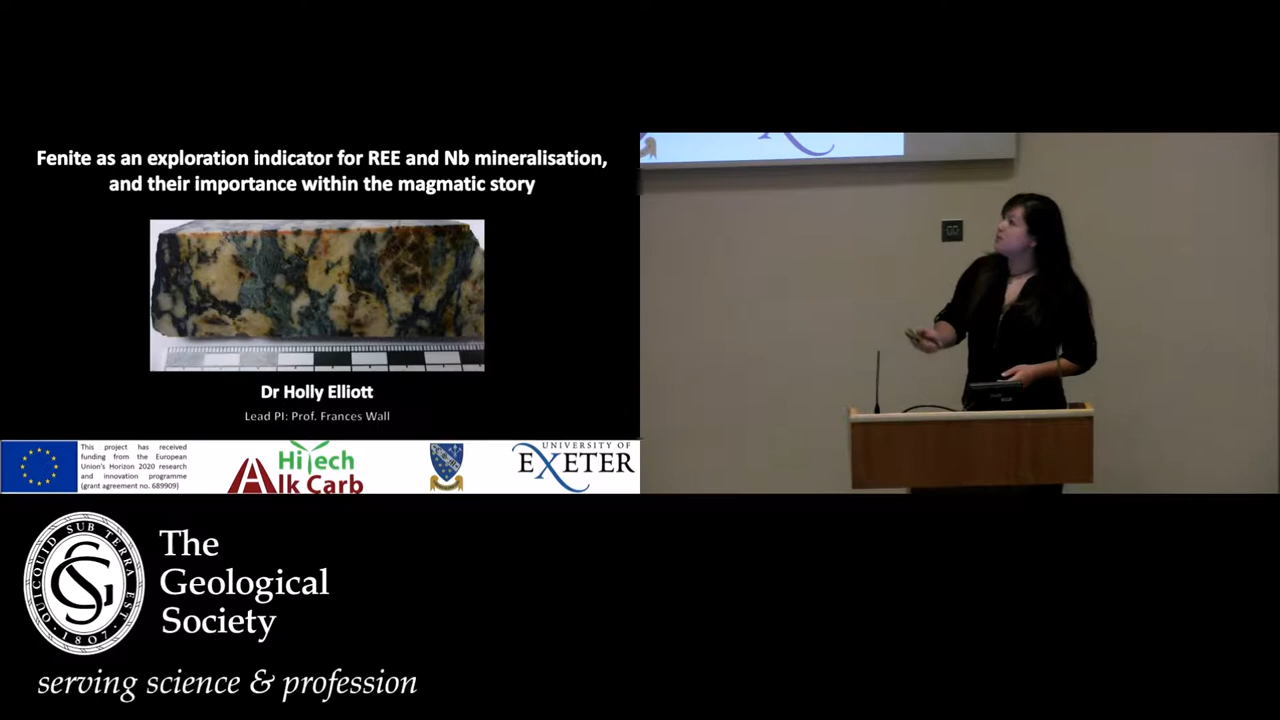 Fenite as an exploration indicator for REE and Nb mineralisation,
and their importance within the magmatic story
Dr Holly Elliott
Lead PI: Prof. Frances Wall
This project has received
funding from the European
Union's Horizon 2020 research
and innovation programme
(grant agreement no. 689909)
HiTech
Alk Carb
UNIVERSITY OF
EXETER
QUICQUID SUB TERRA EST
1807
The
Geological
Society
serving science & profession